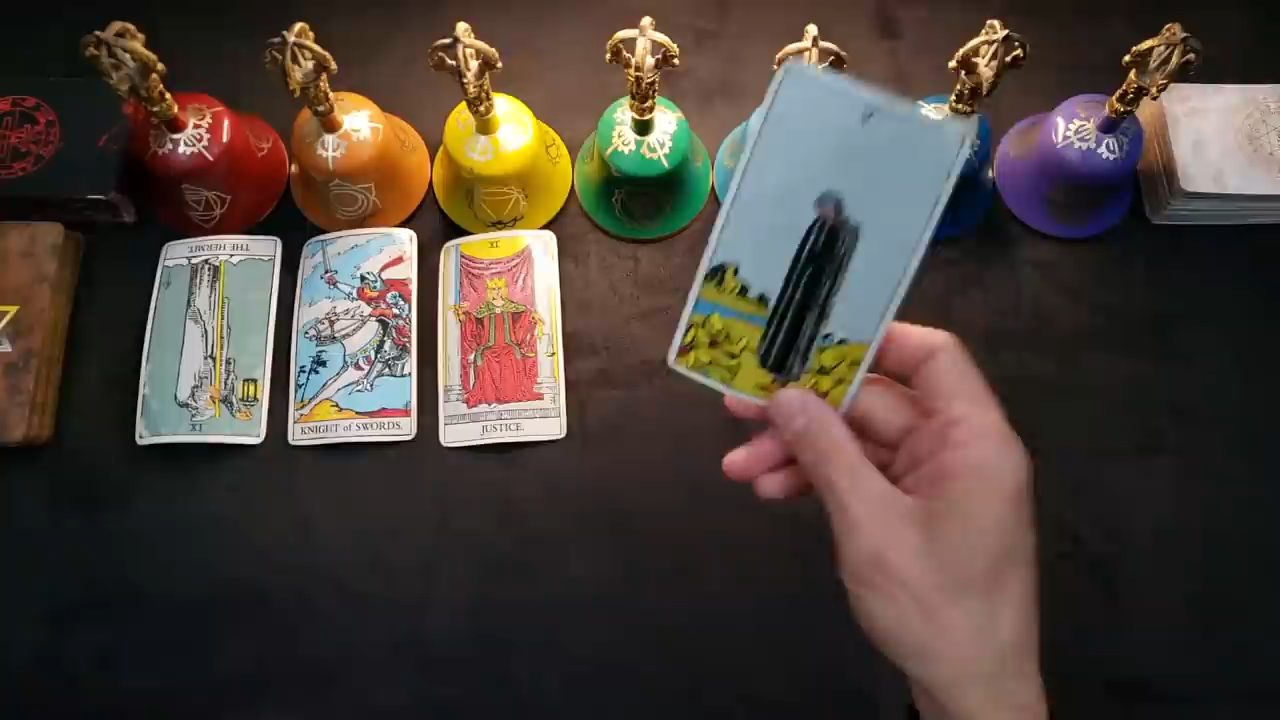 THE HERMIT.
IX
KNIGHT of SWORDS.
XI
JUSTICE.